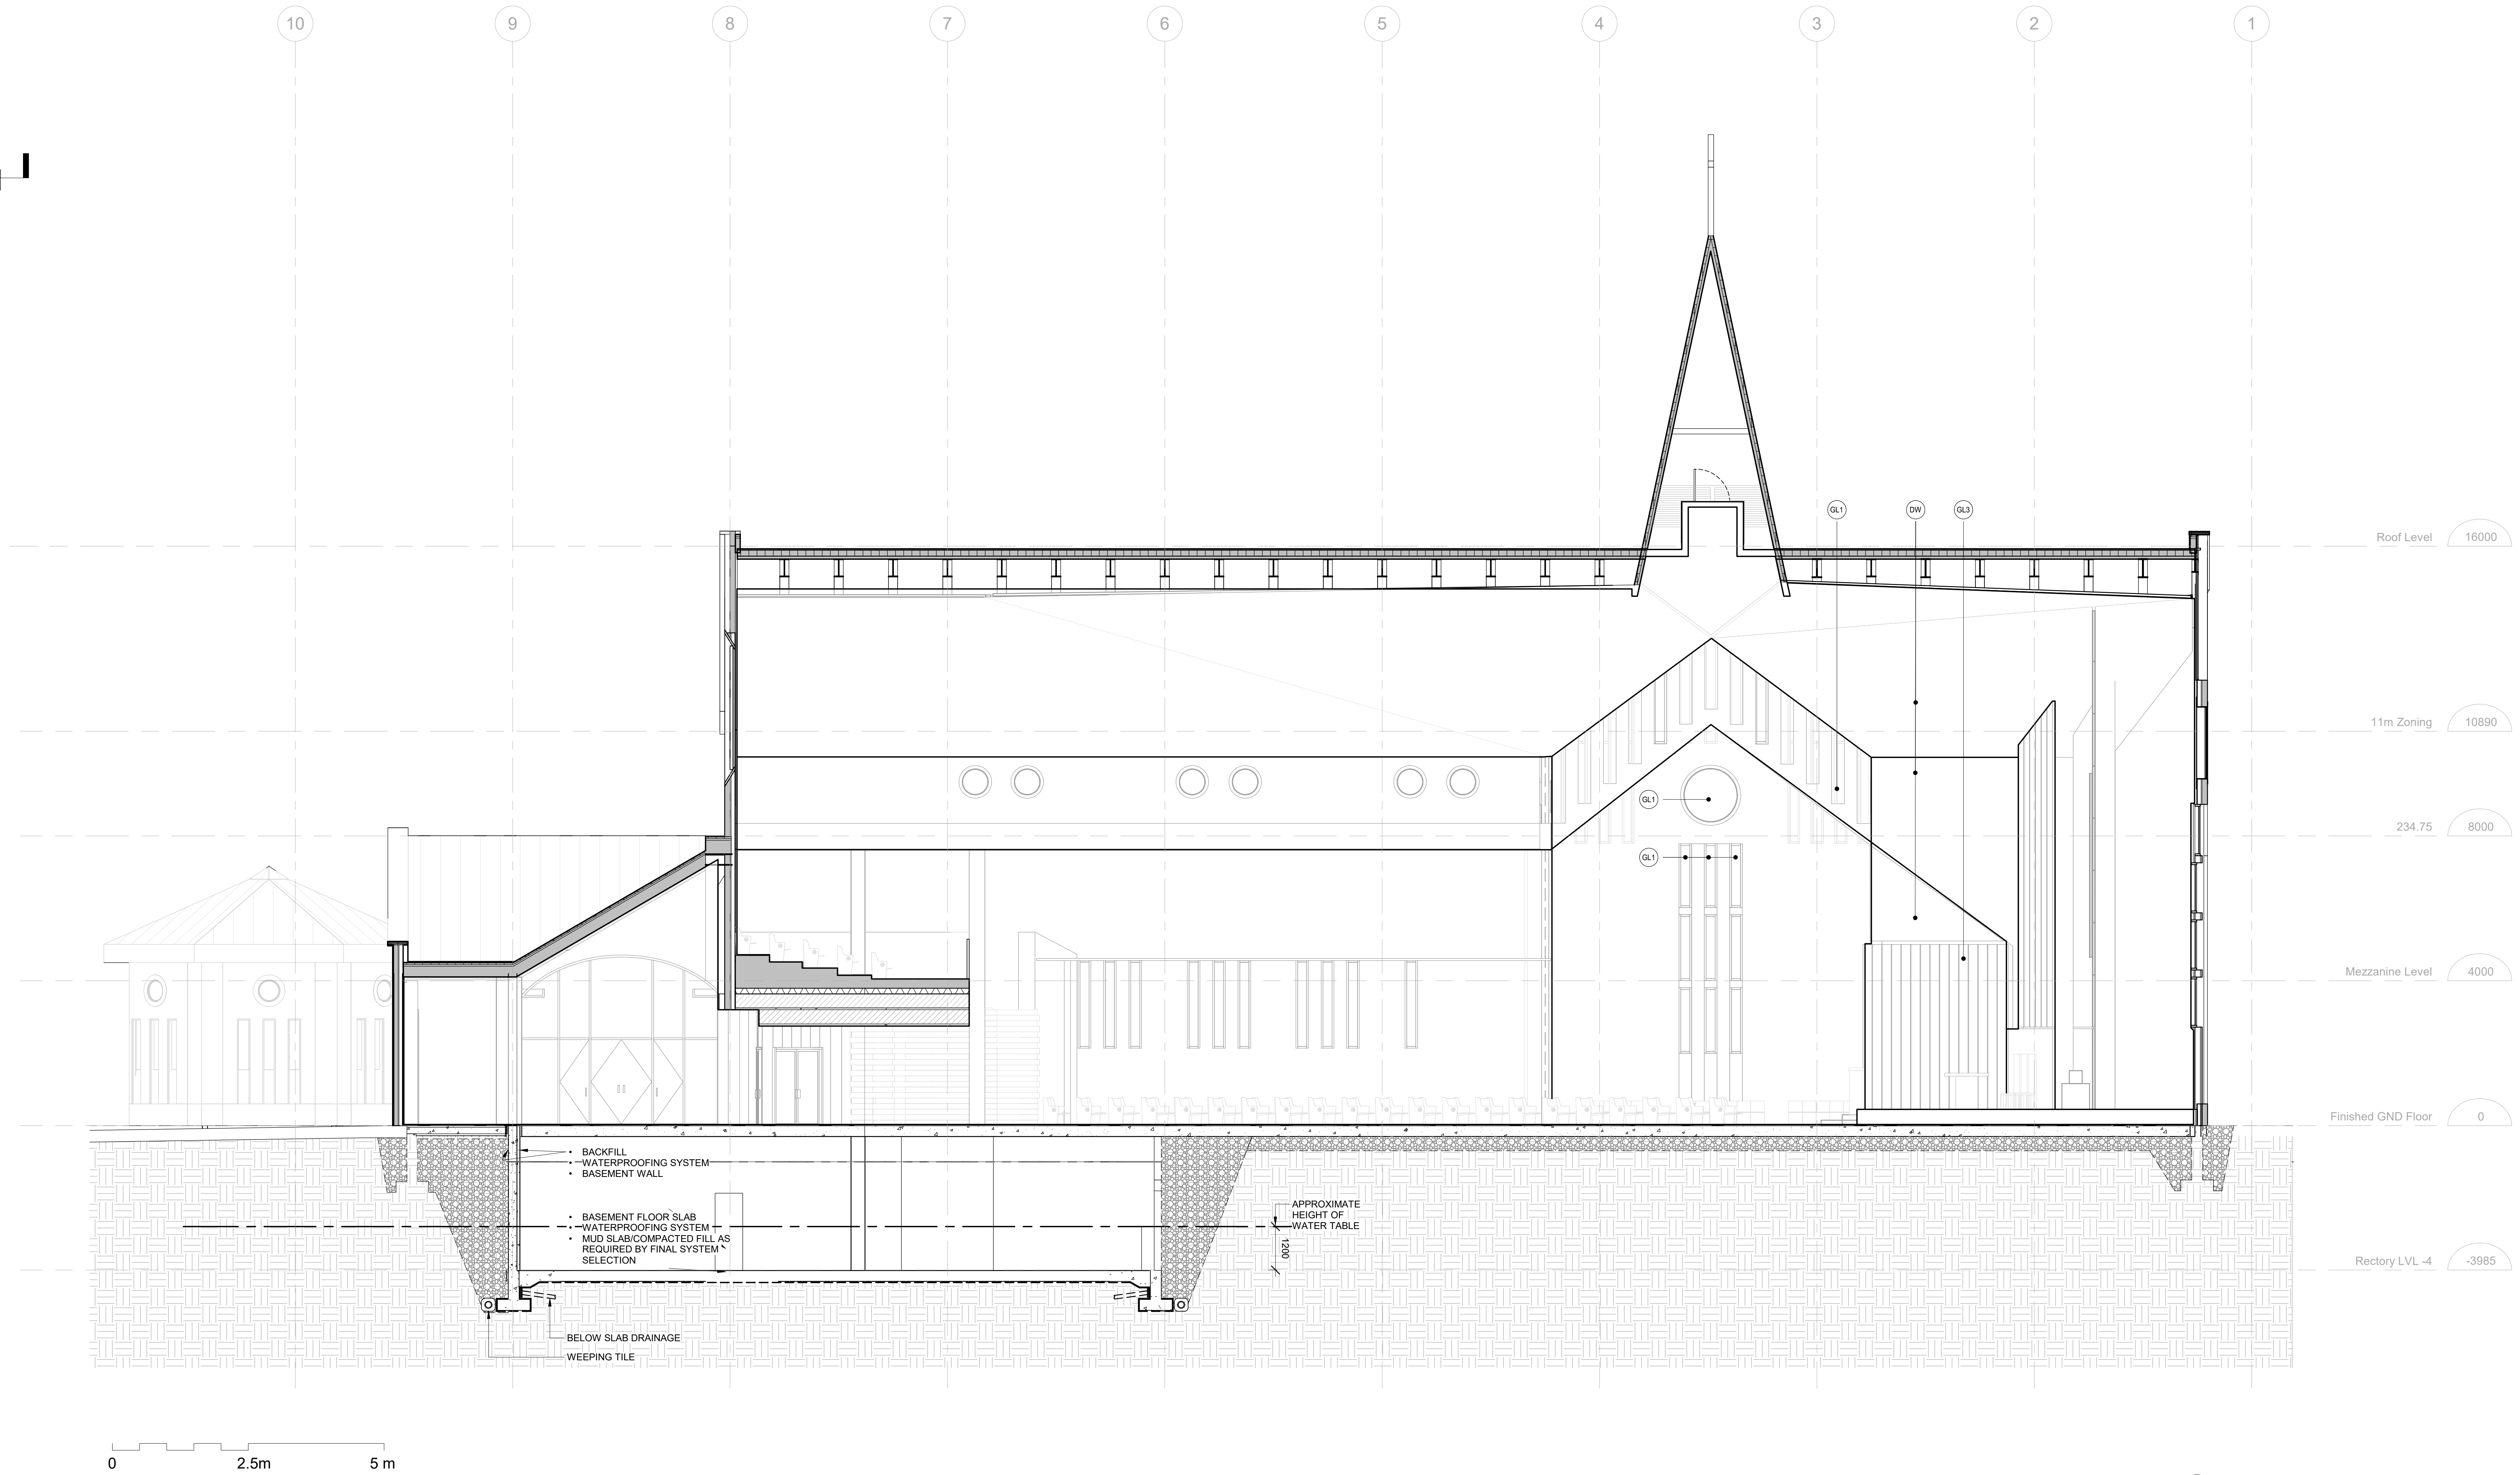 10 9 8 7 6 5 4 3 2 1
GL1 DW GL3
Roof Level 16000
11m Zoning 10890
GL1
234.75 8000
GL1
Mezzanine Level 4000
Finished GND Floor 0
• BACKFILL
• WATERPROOFING SYSTEM
• BASEMENT WALL
• BASEMENT FLOOR SLAB
• WATERPROOFING SYSTEM
• MUD SLAB/COMPACTED FILL AS
REQUIRED BY FINAL SYSTEM
SELECTION
APPROXIMATE
HEIGHT OF
WATER TABLE
1200
Rectory LVL -4 -3985
BELOW SLAB DRAINAGE
WEEPING TILE
0 2.5m 5 m